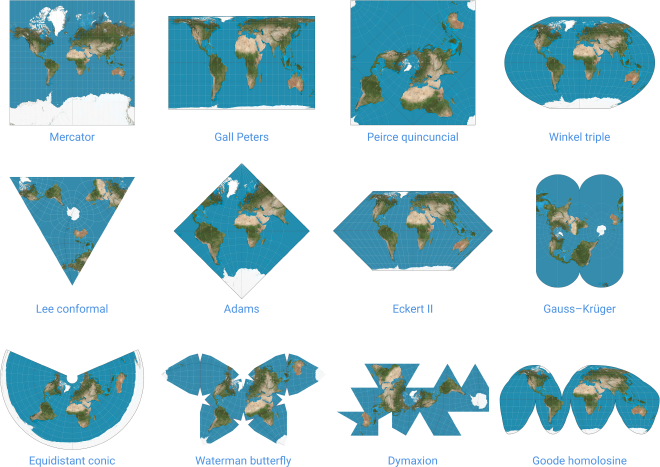 Mercator
Gall Peters
Peirce quincuncial
Winkel triple
Lee conformal
Adams
Eckert II
Gauss–Krüger
Equidistant conic
Waterman butterfly
Dymaxion
Goode homolosine